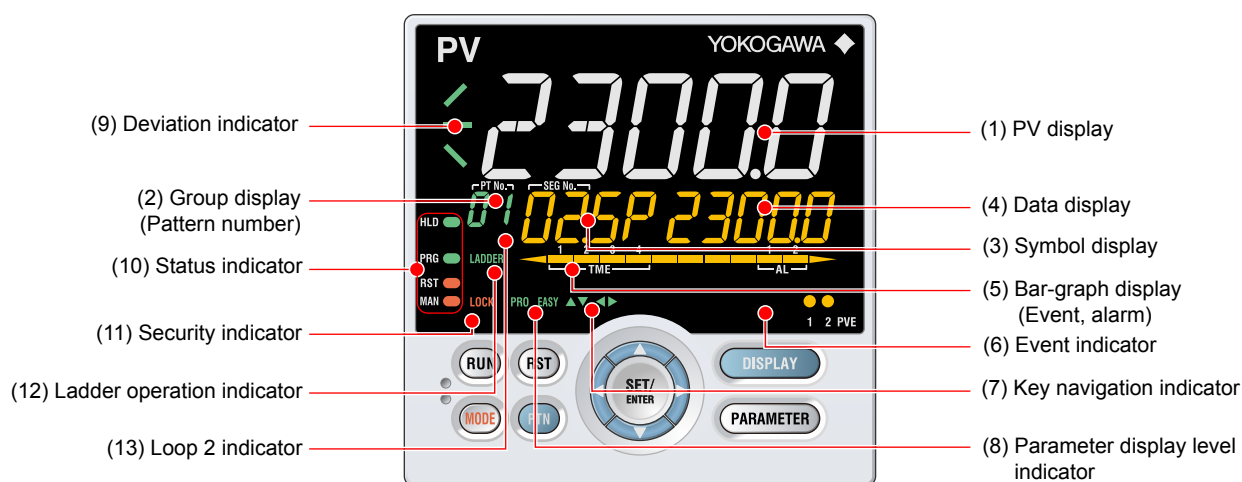 PV
YOKOGAWA
2300.0
(9) Deviation indicator
(1) PV display
PT No.
SEG No.
(2) Group display
(Pattern number)
01
02SP 2300.0
(4) Data display
HLD
(3) Symbol display
1 2 3 4 1 2
(10) Status indicator
PRG
LADDER
TME
AL
RST
(5) Bar-graph display
(Event, alarm)
MAN
LOCK
PRO EASY
(11) Security indicator
1 2 PVE
(6) Event indicator
RUN
RST
DISPLAY
(12) Ladder operation indicator
SET/
ENTER
(7) Key navigation indicator
MODE
PTN
PARAMETER
(13) Loop 2 indicator
(8) Parameter display level
indicator